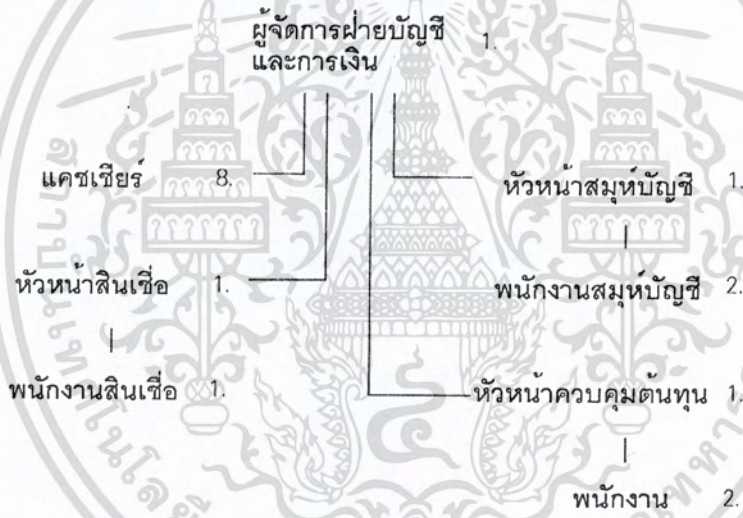 ผู้จัดการฝ่ายบัญชี
และการเงิน 1.
แคชเชียร์ 8.
หัวหน้าสมุห์บัญชี 1.
หัวหน้าสินเชื่อ 1.
พนักงานสมุห์บัญชี 2.
พนักงานสินเชื่อ 1.
หัวหน้าควบคุมต้นทุน 1.
พนักงาน 2.